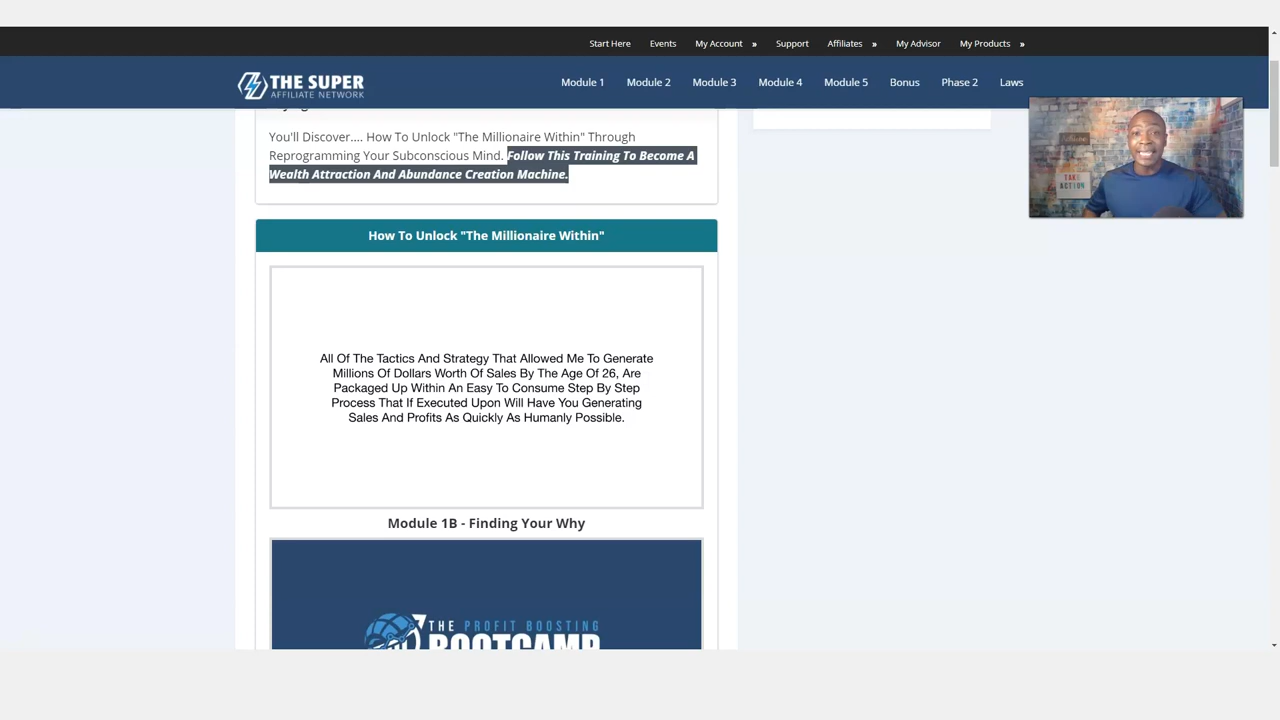 Start Here Events My Account » Support Affiliates » My Advisor My Products »
THE SUPER
AFFILIATE NETWORK
Module 1 Module 2 Module 3 Module 4 Module 5 Bonus Phase 2 Laws
You'll Discover.... How To Unlock "The Millionaire Within" Through
Reprogramming Your Subconscious Mind. Follow This Training To Become A
Wealth Attraction And Abundance Creation Machine.
TAKE
ACTION
How To Unlock "The Millionaire Within"
All Of The Tactics And Strategy That Allowed Me To Generate
Millions Of Dollars Worth Of Sales By The Age Of 26, Are
Packaged Up Within An Easy To Consume Step By Step
Process That If Executed Upon Will Have You Generating
Sales And Profits As Quickly As Humanly Possible.
Module 1B - Finding Your Why
THE PROFIT BOOSTING
BOOTCAMP